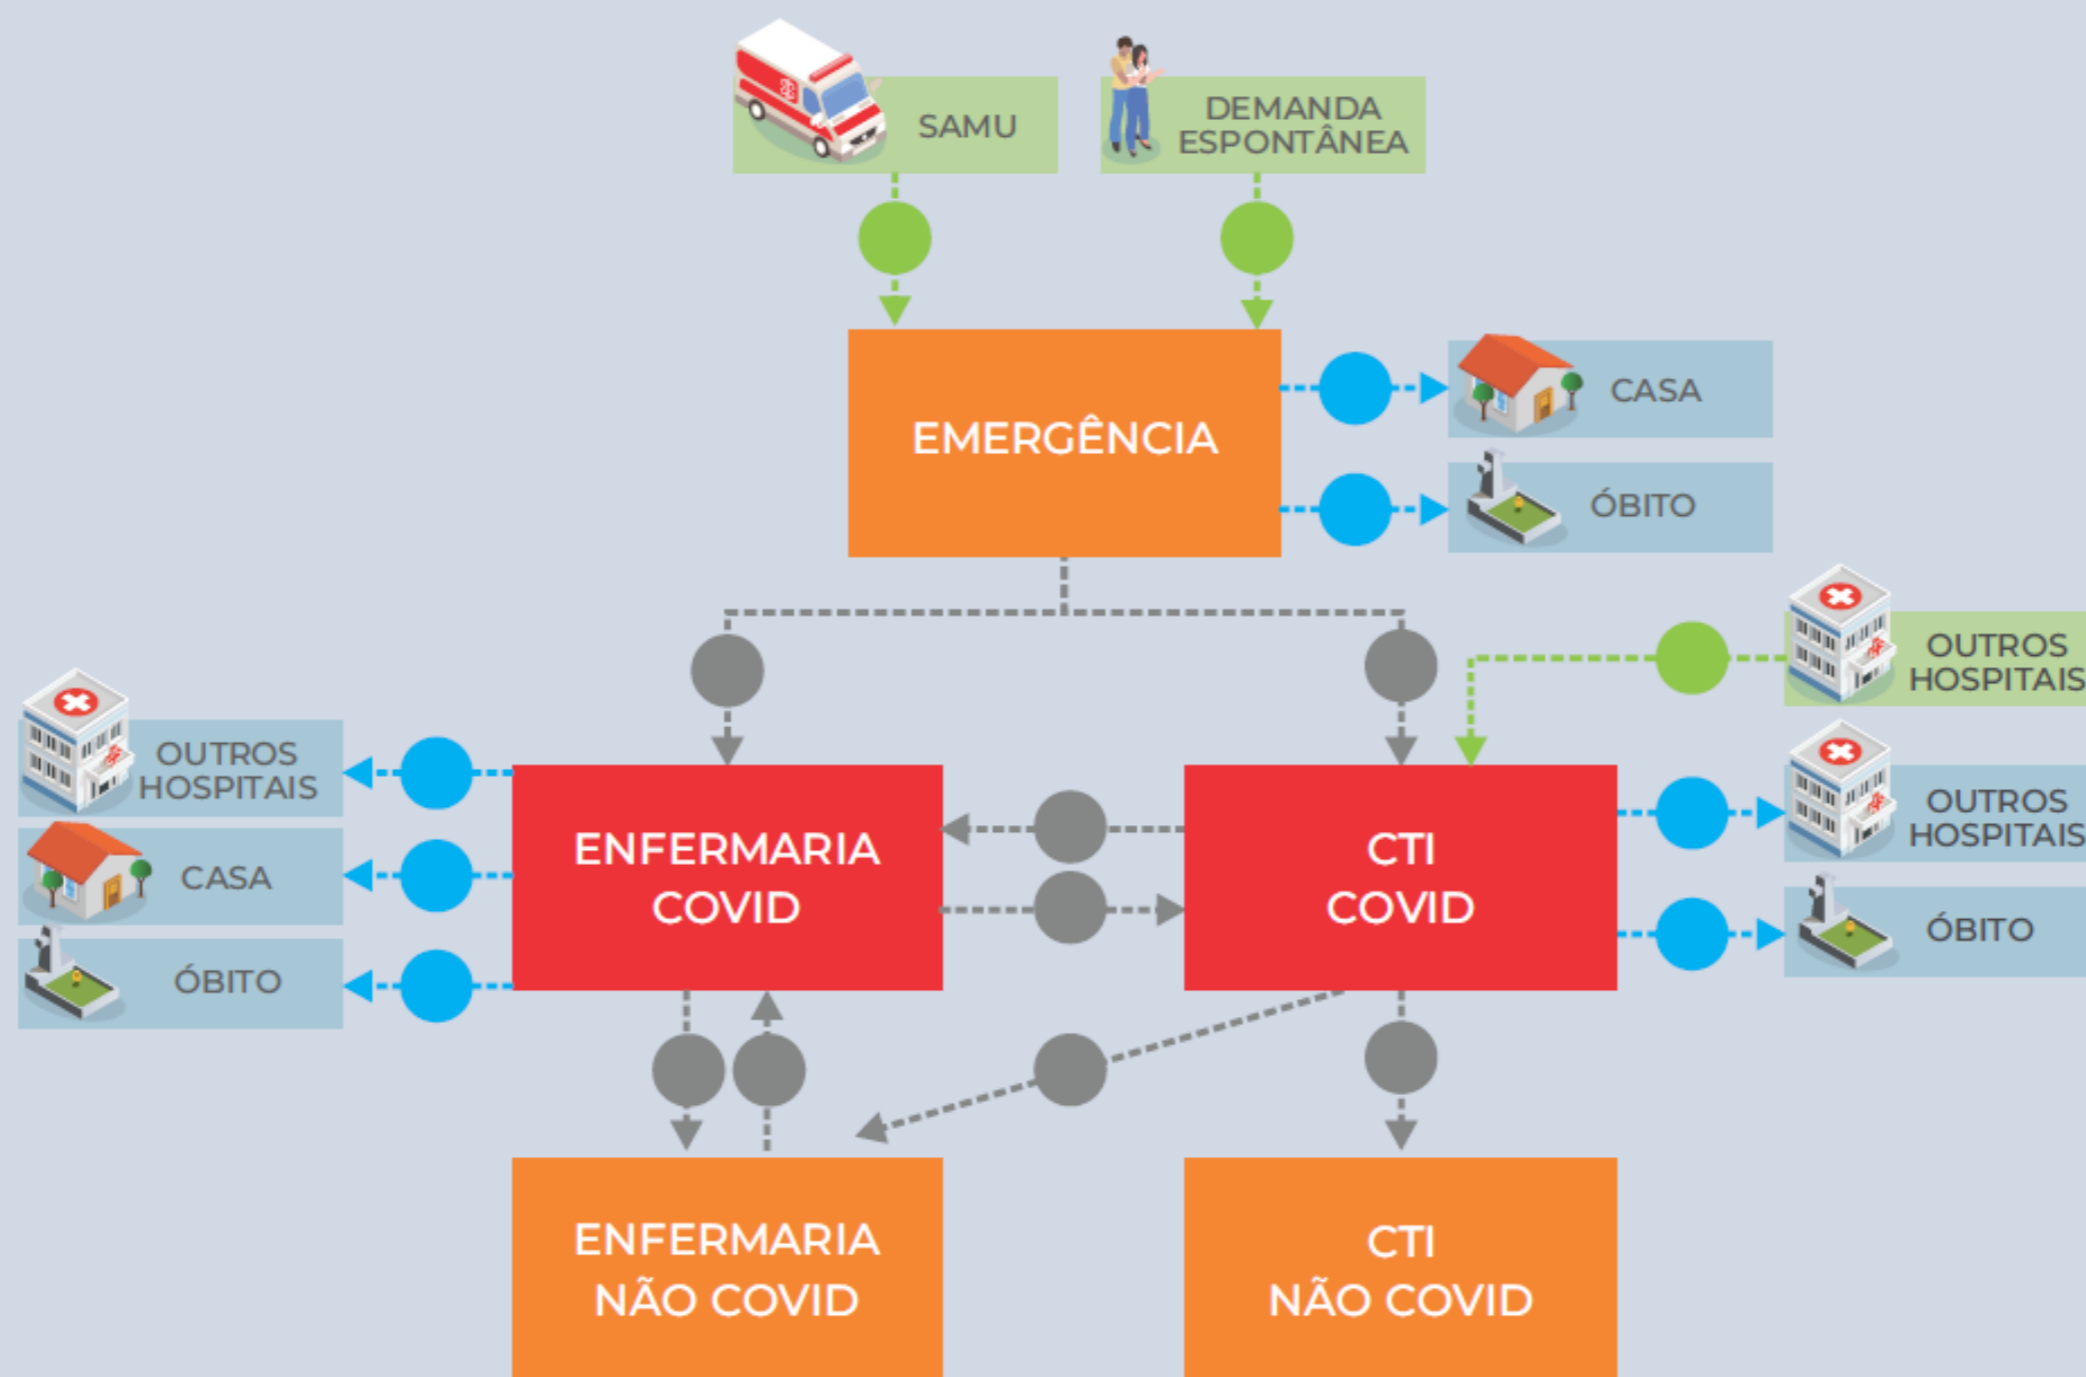 SAMU
DEMANDA
ESPONTÂNEA
EMERGÊNCIA
CASA
ÓBITO
OUTROS
HOSPITAIS
OUTROS
HOSPITAIS
CASA
ÓBITO
ENFERMARIA
COVID
CTI
COVID
OUTROS
HOSPITAIS
ÓBITO
ENFERMARIA
NÃO COVID
CTI
NÃO COVID